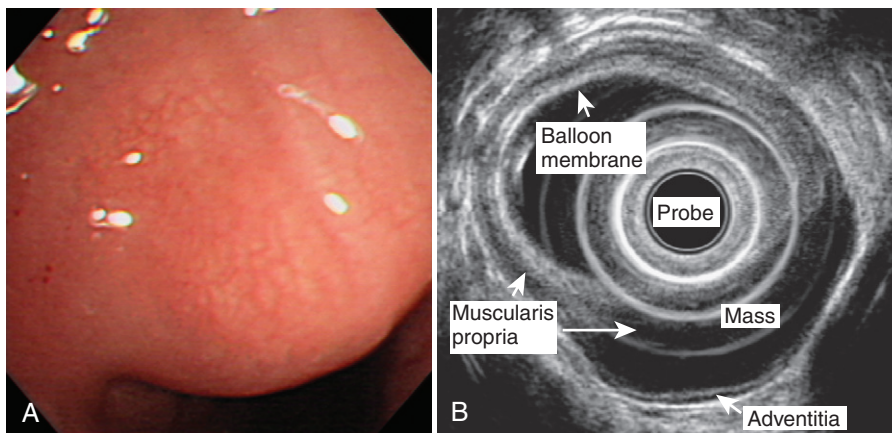 A
B
Balloon
membrane
Probe
Muscularis
propria
Mass
Adventitia